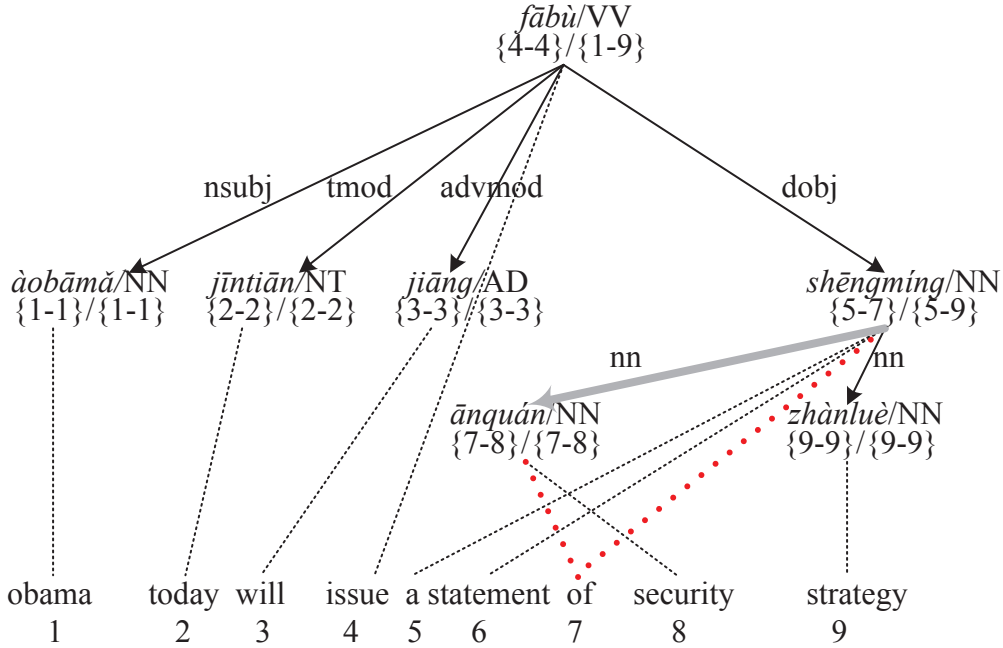 fābù/VV
{4-4}/{1-9}
nsubj tmod advmod dobj
àobāmǎ/NN jīntiān/NT jiāng/AD shēngmíng/NN
{1-1}/{1-1} {2-2}/{2-2} {3-3}/{3-3} {5-7}/{5-9}
nn nn
ānquán/NN zhànluè/NN
{7-8}/{7-8} {9-9}/{9-9}
obama today will issue a statement of security strategy
1 2 3 4 5 6 7 8 9